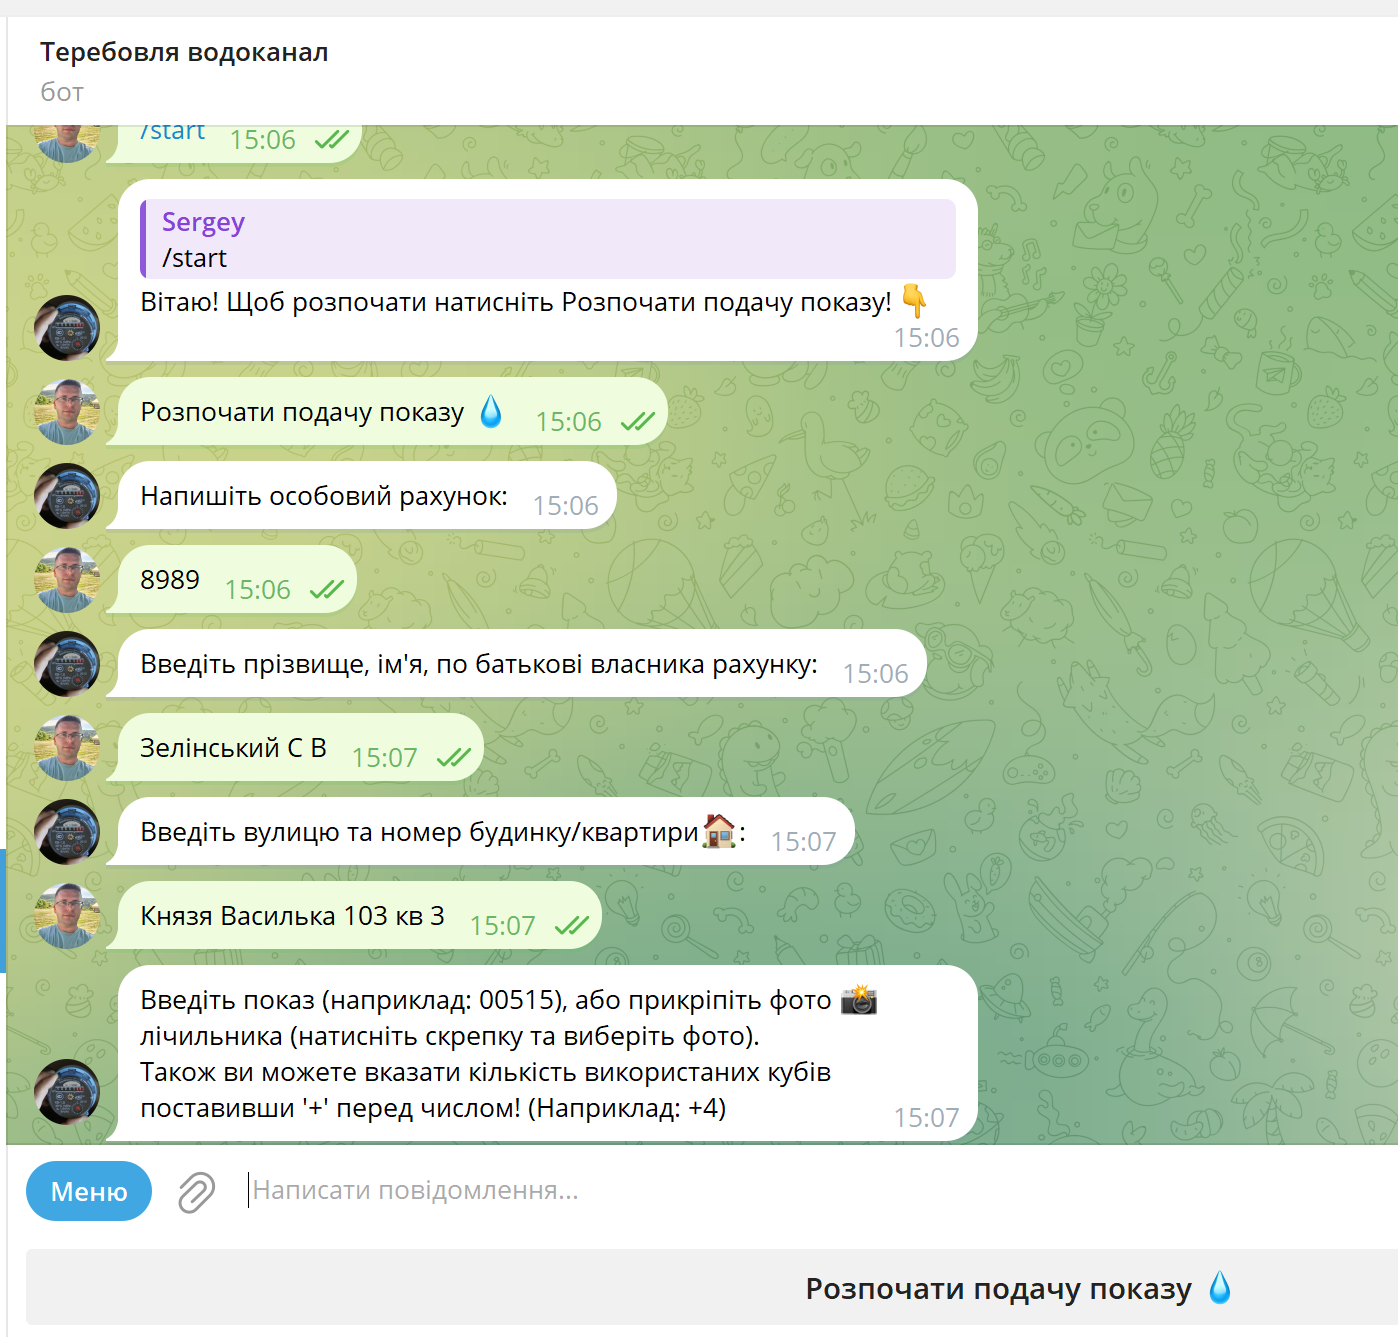 Теребовля водоканал
бот
/start 15:06
Sergey
/start
Вітаю! Щоб розпочати натисніть Розпочати подачу показу! 👇
15:06
Розпочати подачу показу 💧 15:06
Напишіть особовий рахунок: 15:06
8989 15:06
Введіть прізвище, ім'я, по батькові власника рахунку: 15:06
Зелінський С В 15:07
Введіть вулицю та номер будинку/квартири🏠: 15:07
Князя Василька 103 кв 3 15:07
Введіть показ (наприклад: 00515), або прикріпіть фото 📸
лічильника (натисніть скрепку та виберіть фото).
Також ви можете вказати кількість використаних кубів
поставивши '+' перед числом! (Наприклад: +4) 15:07
Меню Написати повідомлення...
Розпочати подачу показу 💧